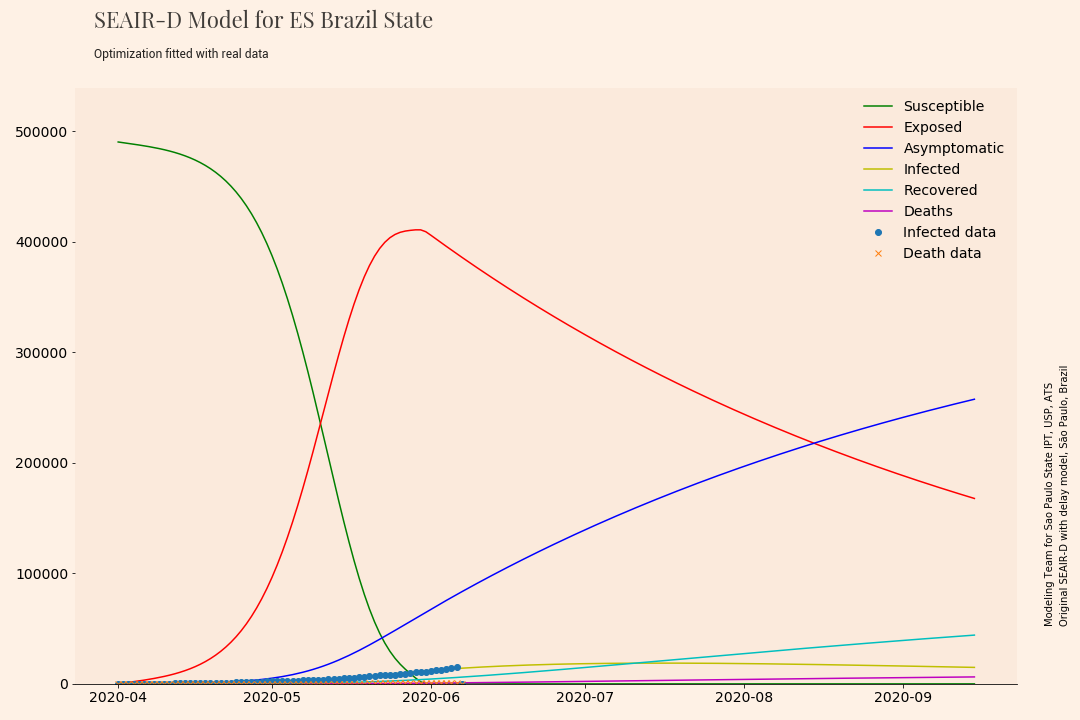 SEAIR-D Model for ES Brazil State
Optimization fitted with real data
Susceptible
Exposed
Asymptomatic
Infected
Recovered
Deaths
Infected data
Death data
500000
400000
300000
200000
100000
0
2020-04
2020-05
2020-06
2020-07
2020-08
2020-09
Modeling Team for Sao Paulo State IPT, USP, ATS
Original SEAIR-D with delay model, São Paulo, Brazil